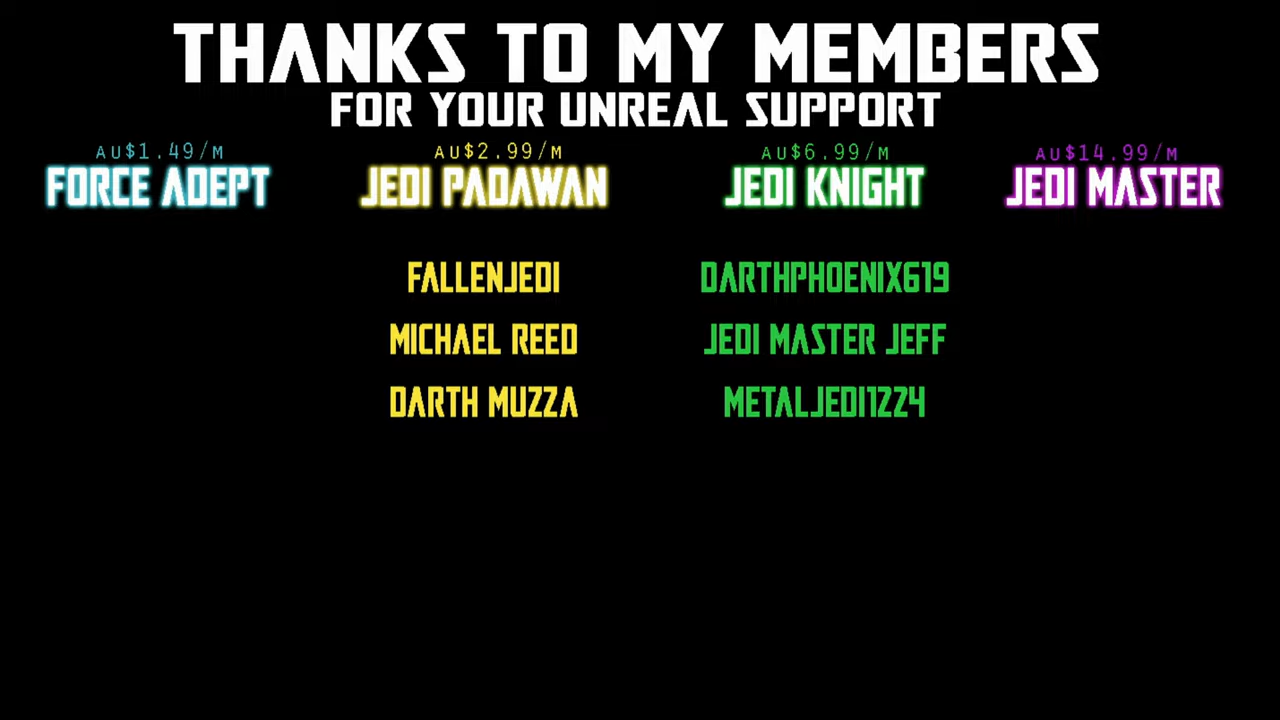 THANKS TO MY MEMBERS
FOR YOUR UNREAL SUPPORT
AU$1.49/M AU$2.99/M AU$6.99/M AU$14.99/M
FORCE ADEPT JEDI PADAWAN JEDI KNIGHT JEDI MASTER
FALLENJEDI DARTHPHOENIX619
MICHAEL REED JEDI MASTER JEFF
DARTH MUZZA METALJEDI1224